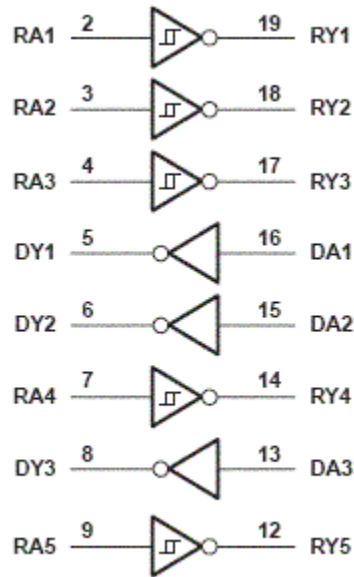 RA1 2 19 RY1
RA2 3 18 RY2
RA3 4 17 RY3
DY1 5 16 DA1
DY2 6 15 DA2
RA4 7 14 RY4
DY3 8 13 DA3
RA5 9 12 RY5